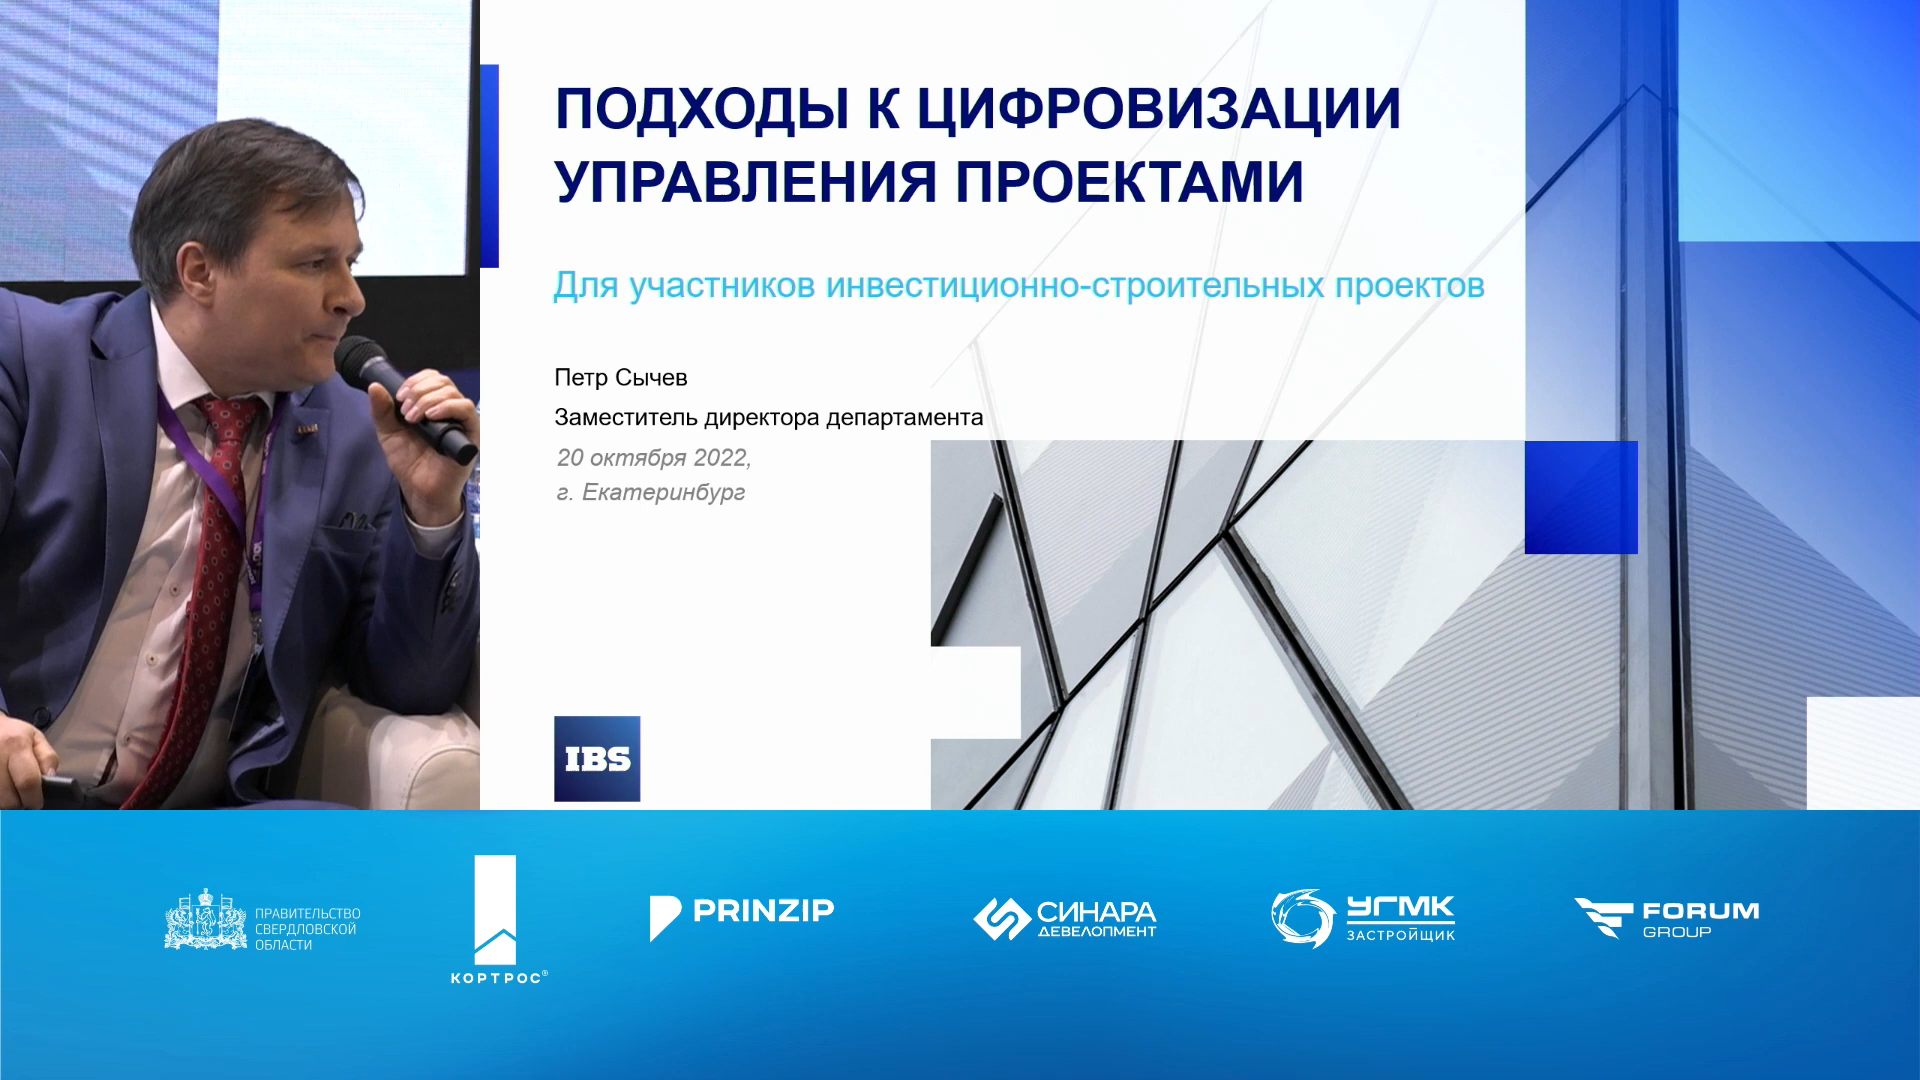 ПОДХОДЫ К ЦИФРОВИЗАЦИИ
УПРАВЛЕНИЯ ПРОЕКТАМИ
Для участников инвестиционно-строительных проектов
Петр Сычев
Заместитель директора департамента
20 октября 2022,
г. Екатеринбург
IBS
ПРАВИТЕЛЬСТВО
СВЕРДЛОВСКОЙ
ОБЛАСТИ
КОРТРОС®
PRINZIP
СИНАРА
ДЕВЕЛОПМЕНТ
УГМК
ЗАСТРОЙЩИК
FORUM
GROUP